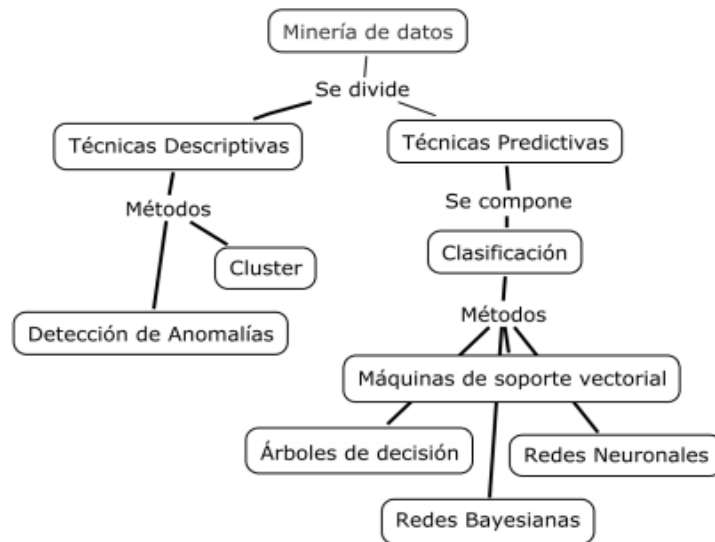 Minería de datos
Se divide
Técnicas Descriptivas
Técnicas Predictivas
Métodos
Se compone
Cluster
Clasificación
Detección de Anomalías
Métodos
Máquinas de soporte vectorial
Árboles de decisión
Redes Neuronales
Redes Bayesianas